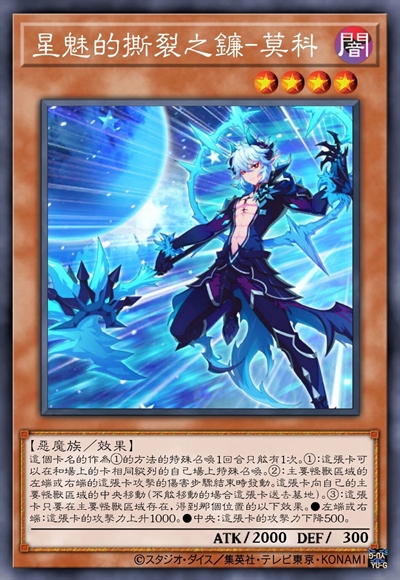 星魅的撕裂之鐮-莫科
闇
【惡魔族／效果】
這個卡名的作為①的方法的特殊召喚1回合只能有1次。①：這張卡可
以在和場上的卡相同縱列的自己場上特殊召喚。②：主要怪獸區域的
左端或右端的這張卡攻擊的傷害步驟結束時發動。這張卡向自己的主
要怪獸區域的中央移動(不能移動的場合這張卡送去墓地)。③：這張
卡只要在主要怪獸區域存在，得到那個位置的以下效果。●左端或右
端：這張卡的攻擊力上升1000。●中央：這張卡的攻擊力下降500。
ATK/2000 DEF/ 300
©スタジオ・ダイス／集英社・テレビ東京・KONAMI
YU-G